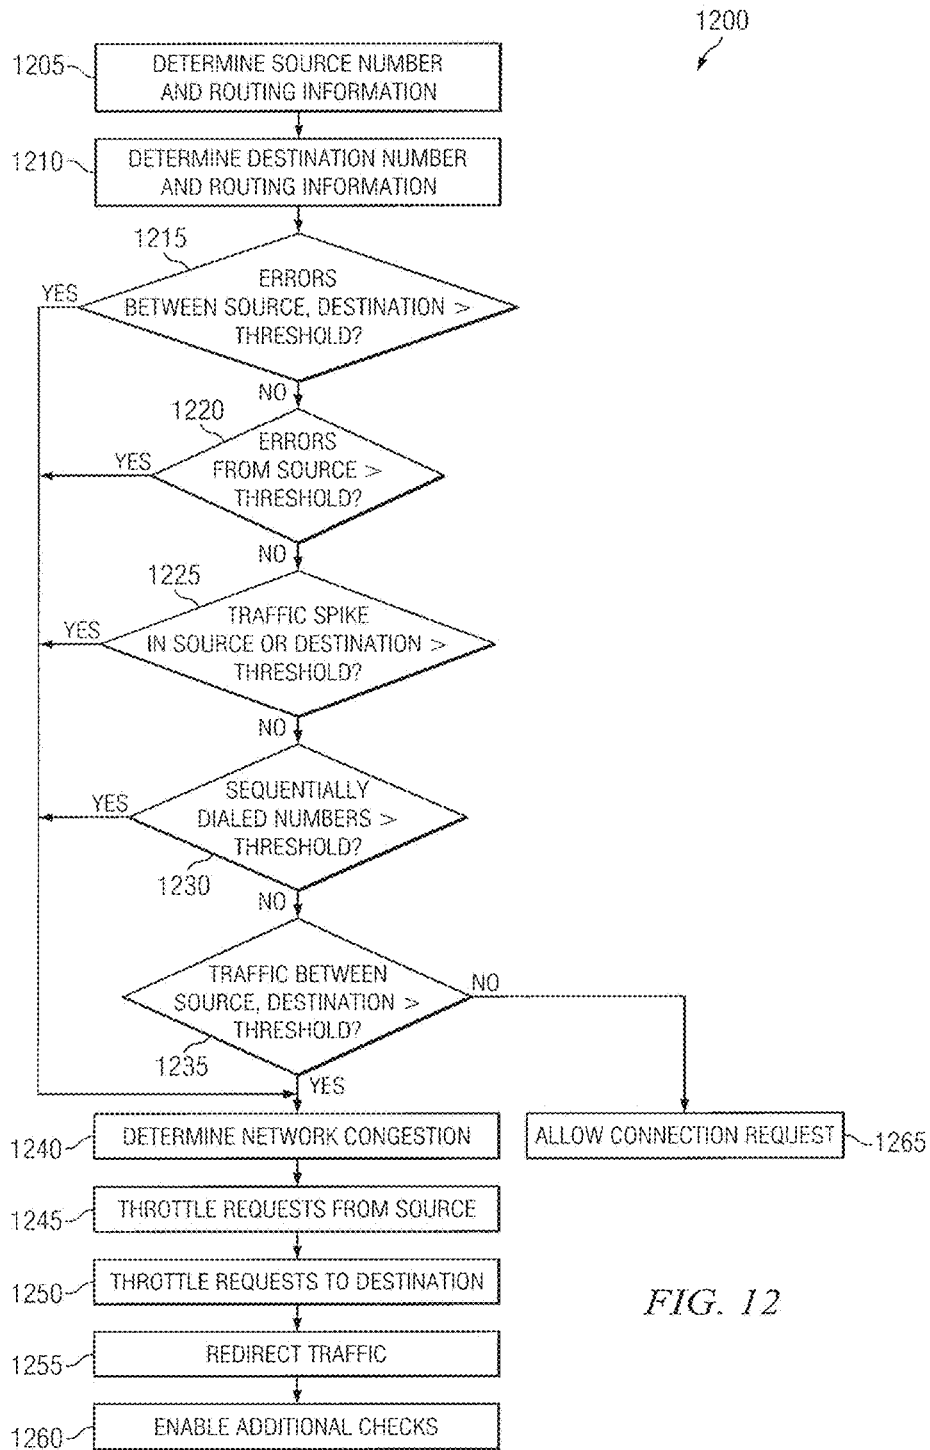 1200
1205
DETERMINE SOURCE NUMBER
AND ROUTING INFORMATION
1210
DETERMINE DESTINATION NUMBER
AND ROUTING INFORMATION
1215
YES
ERRORS
BETWEEN SOURCE, DESTINATION >
THRESHOLD?
NO
1220
YES
ERRORS
FROM SOURCE >
THRESHOLD?
NO
1225
YES
TRAFFIC SPIKE
IN SOURCE OR DESTINATION >
THRESHOLD?
NO
YES
SEQUENTIALLY
DIALED NUMBERS >
THRESHOLD?
1230
NO
TRAFFIC BETWEEN
SOURCE, DESTINATION >
THRESHOLD?
NO
1235
YES
1240
DETERMINE NETWORK CONGESTION
ALLOW CONNECTION REQUEST
1265
1245
THROTTLE REQUESTS FROM SOURCE
1250
THROTTLE REQUESTS TO DESTINATION
FIG. 12
1255
REDIRECT TRAFFIC
1260
ENABLE ADDITIONAL CHECKS